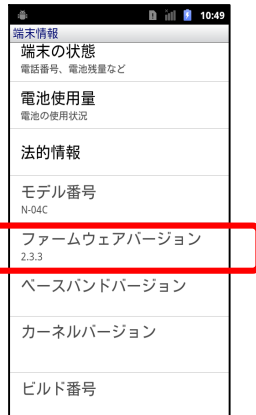 10:49
端末情報
端末の状態
電話番号、電池残量など
電池使用量
電池の使用状況
法的情報
モデル番号
N-04C
ファームウェアバージョン
2.3.3
ベースバンドバージョン
カーネルバージョン
ビルド番号